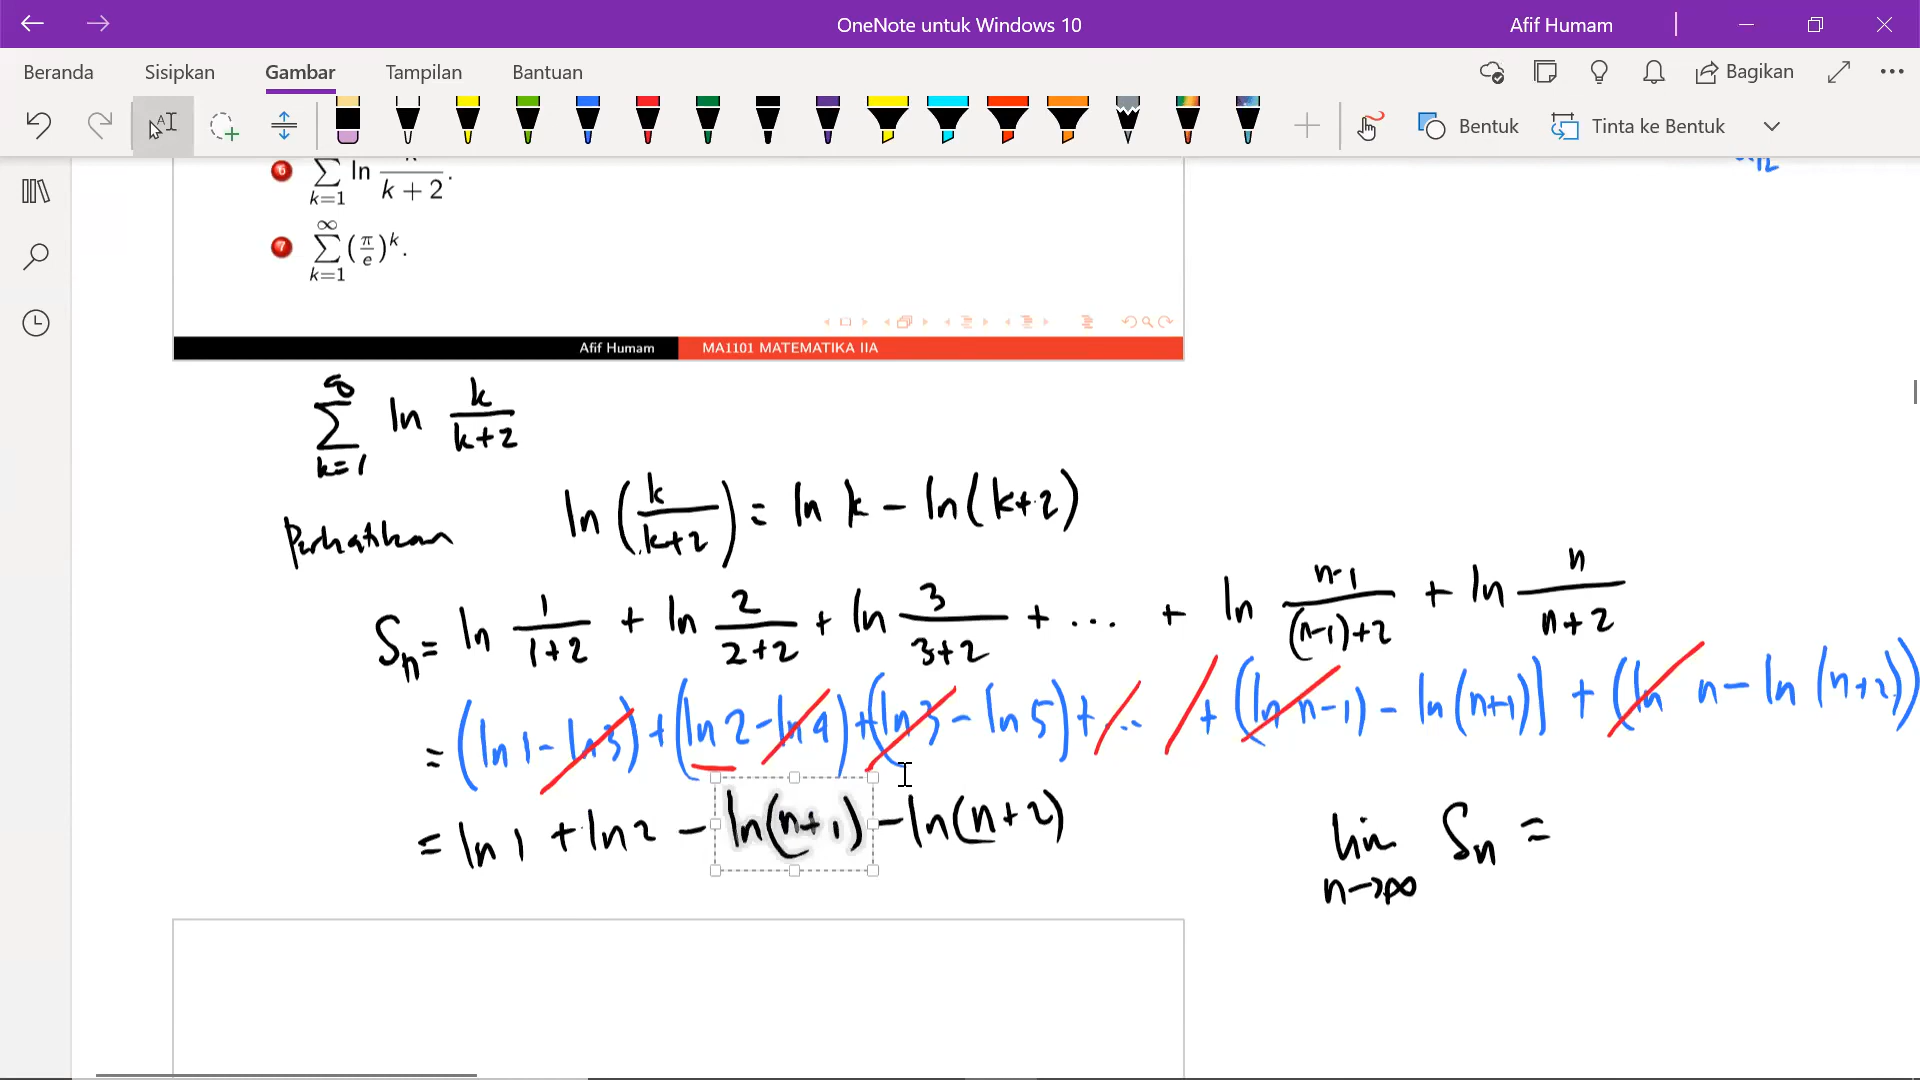 OneNote untuk Windows 10
Afif Humam
Beranda Sisipkan Gambar Tampilan Bantuan
Bagikan
Bentuk Tinta ke Bentuk
6 ∑ k=1 ln k/(k + 2).
7 ∞ ∑ k=1 (π/e)^k.
Afif Humam MA1101 MATEMATIKA IIA
∞ ∑ k=1 ln k/(k+2)
Perhatikan ln(k/(k+2)) = ln k - ln(k+2)
Sn = ln 1/(1+2) + ln 2/(2+2) + ln 3/(3+2) + ... + ln (n-1)/((n-1)+2) + ln n/(n+2)
= (ln 1 - ln 3) + (ln 2 - ln 4) + (ln 3 - ln 5) + ... + (ln n-1) - ln(n+1)) + (ln n - ln (n+2))
= ln 1 + ln 2 - ln(n+1) - ln(n+2)
lim n→∞ Sn =